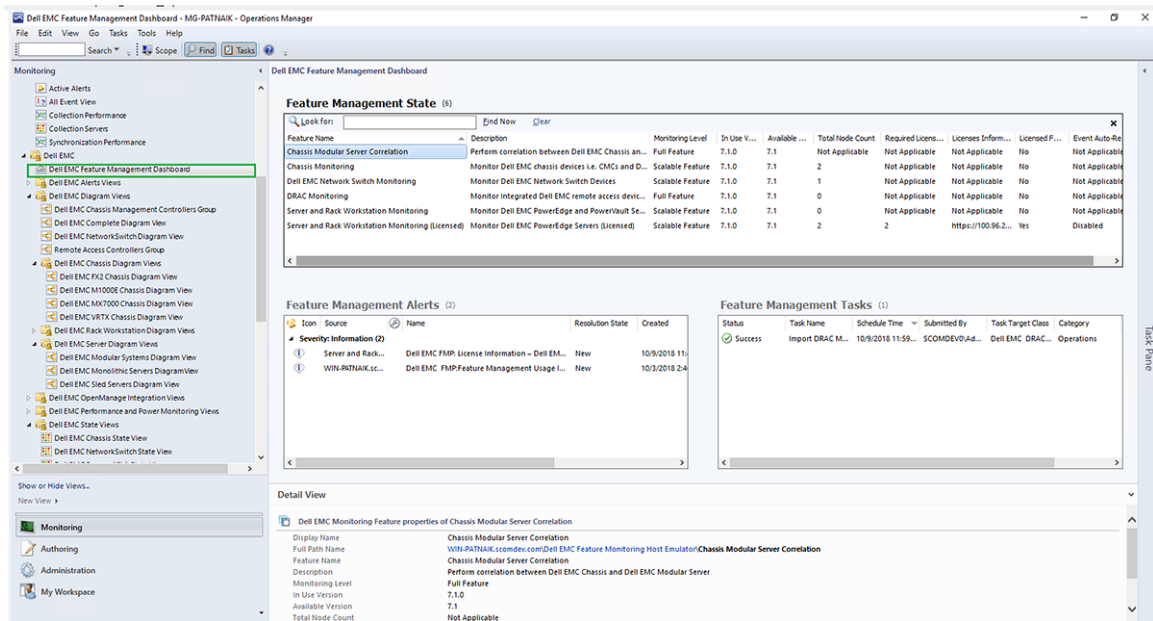 Dell EMC Feature Management Dashboard - MG-PATNAIK - Operations Manager
File Edit View Go Tasks Tools Help
Search Scope Find Tasks
Monitoring
Active Alerts
All Event View
Collection Performance
Collection Servers
Synchronization Performance
Dell EMC
Dell EMC Feature Management Dashboard
Dell EMC Alerts Views
Dell EMC Diagram Views
Dell EMC Chassis Management Controllers Group
Dell EMC Complete Diagram View
Dell EMC NetworkSwitch Diagram View
Remote Access Controllers Group
Dell EMC Chassis Diagram Views
Dell EMC FX2 Chassis Diagram View
Dell EMC M1000E Chassis Diagram View
Dell EMC MX7000 Chassis Diagram View
Dell EMC VRTX Chassis Diagram View
Dell EMC Rack Workstation Diagram Views
Dell EMC Server Diagram Views
Dell EMC Modular Systems Diagram View
Dell EMC Monolithic Servers DiagramView
Dell EMC Sled Servers Diagram View
Dell EMC OpenManage Integration Views
Dell EMC Performance and Power Monitoring Views
Dell EMC State Views
Dell EMC Chassis State View
Dell EMC NetworkSwitch State View
Show or Hide Views...
New View
Monitoring
Authoring
Administration
My Workspace
Dell EMC Feature Management Dashboard
Feature Management State (6)
Look for: Find Now Clear
Feature Name Description Monitoring Level In Use V... Available ... Total Node Count Required Licens... Licenses Inform... Licensed F... Event Auto-Re
Chassis Modular Server Correlation Perform correlation between Dell EMC Chassis an... Full Feature 7.1.0 7.1 Not Applicable Not Applicable Not Applicable No Not Applicable
Chassis Monitoring Monitor Dell EMC chassis devices i.e. CMCs and D... Scalable Feature 7.1.0 7.1 2 Not Applicable Not Applicable No Not Applicable
Dell EMC Network Switch Monitoring Monitor Dell EMC Network Switch Devices Scalable Feature 7.1.0 7.1 1 Not Applicable Not Applicable No Not Applicable
DRAC Monitoring Monitor Integrated Dell EMC remote access devic... Full Feature 7.1.0 7.1 0 Not Applicable Not Applicable No Not Applicable
Server and Rack Workstation Monitoring Monitor Dell EMC PowerEdge and PowerVault Se... Scalable Feature 7.1.0 7.1 0 Not Applicable Not Applicable No Not Applicable
Server and Rack Workstation Monitoring (Licensed) Monitor Dell EMC PowerEdge Servers (Licensed) Scalable Feature 7.1.0 7.1 2 2 https://100.96.2... Yes Disabled
Feature Management Alerts (2)
Icon Source Name Resolution State Created
Severity: Information (2)
Server and Rack... Dell EMC FMP: License Information – Dell EM... New 10/9/2018 11:
WIN-PATNAIK.sc... Dell EMC FMP:Feature Management Usage I... New 10/3/2018 2:4
Feature Management Tasks (1)
Status Task Name Schedule Time Submitted By Task Target Class Category
Success Import DRAC M... 10/9/2018 11:59... SCOMDEV0\Ad... Dell EMC DRAC... Operations
Task Pane
Detail View
Dell EMC Monitoring Feature properties of Chassis Modular Server Correlation
Display Name Chassis Modular Server Correlation
Full Path Name WIN-PATNAIK.scomdev.com\Dell EMC Feature Monitoring Host Emulator\Chassis Modular Server Correlation
Feature Name Chassis Modular Server Correlation
Description Perform correlation between Dell EMC Chassis and Dell EMC Modular Server
Monitoring Level Full Feature
In Use Version 7.1.0
Available Version 7.1
Total Node Count Not Applicable